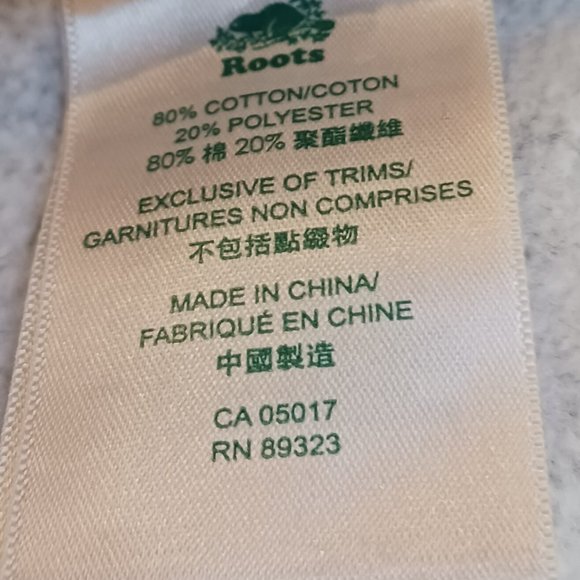 Roots
80% COTTON/COTON
20% POLYESTER
80% 棉 20% 聚酯纖維
EXCLUSIVE OF TRIMS/
GARNITURES NON COMPRISES
不包括點綴物
MADE IN CHINA/
FABRIQUÉ EN CHINE
中國製造
CA 05017
RN 89323